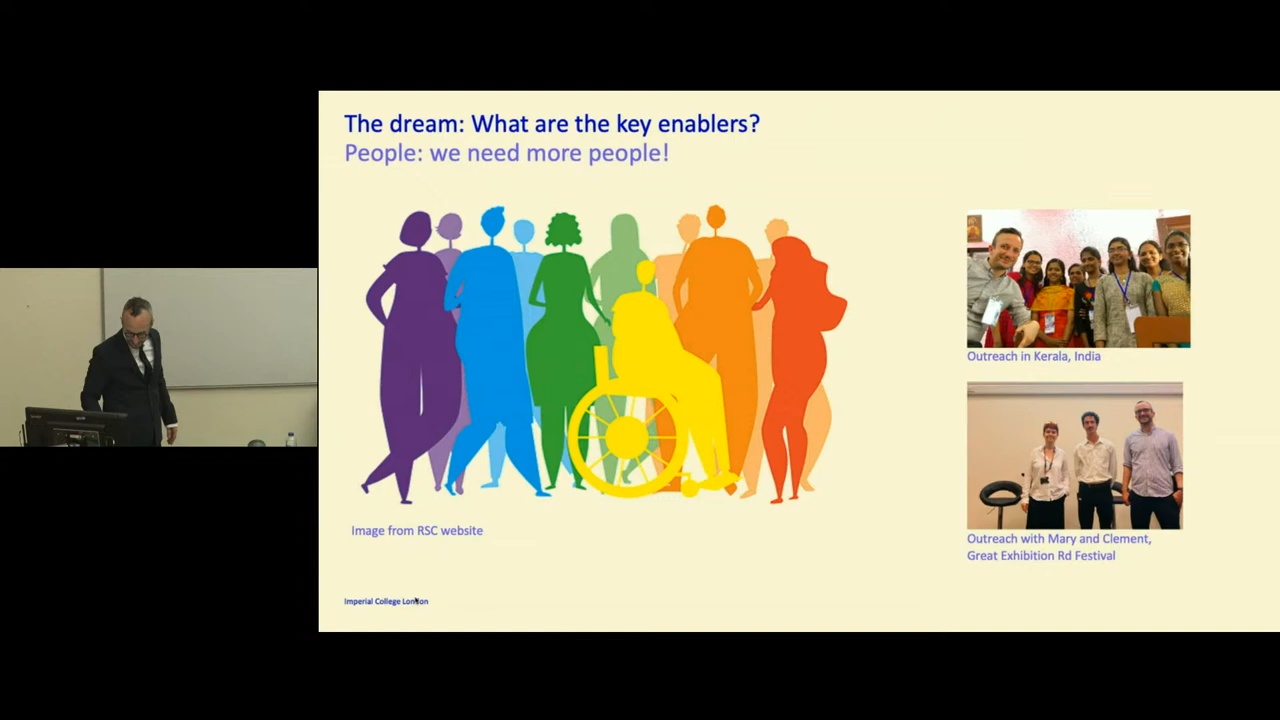 The dream: What are the key enablers?
People: we need more people!
Outreach in Kerala, India
Outreach with Mary and Clement,
Great Exhibition Rd Festival
Image from RSC website
Imperial College London